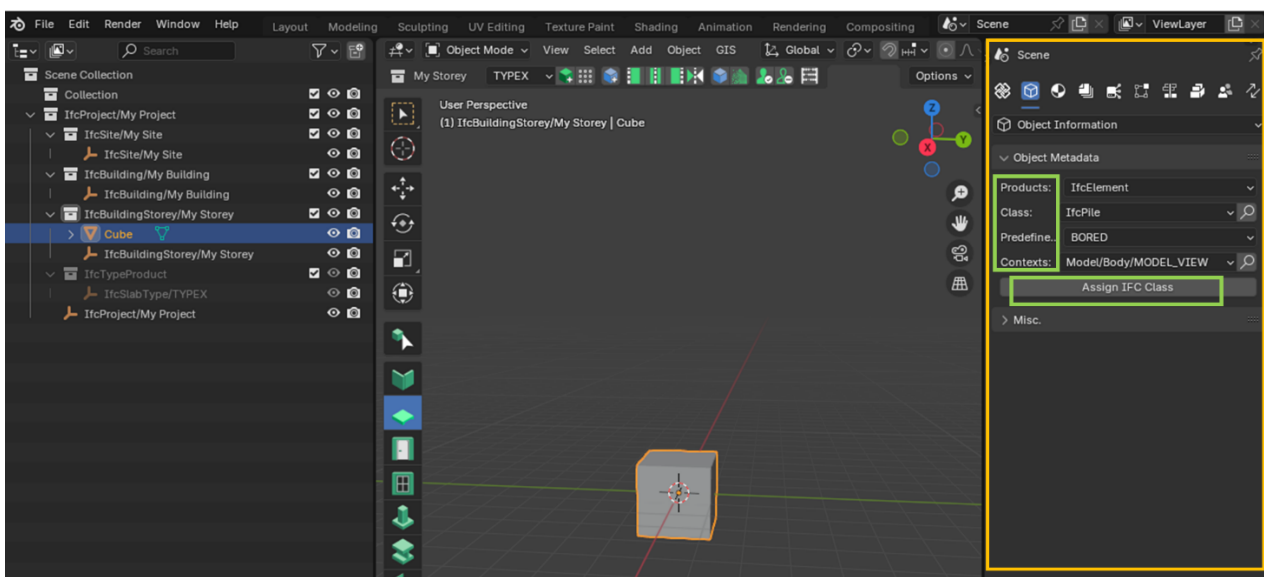 File Edit Render Window Help Layout Modeling Sculpting UV Editing Texture Paint Shading Animation Rendering Compositing Scene ViewLayer
Search
Object Mode View Select Add Object GIS Global
My Storey TYPEX Options
Scene Collection
Collection
IfcProject/My Project
IfcSite/My Site
IfcSite/My Site
IfcBuilding/My Building
IfcBuilding/My Building
IfcBuildingStorey/My Storey
Cube
IfcBuildingStorey/My Storey
IfcTypeProduct
IfcSlabType/TYPEX
IfcProject/My Project
User Perspective
(1) IfcBuildingStorey/My Storey | Cube
Z
Y
X
Scene
Object Information
Object Metadata
Products: IfcElement
Class: IfcPile
Predefine.. BORED
Contexts: Model/Body/MODEL_VIEW
Assign IFC Class
Misc.